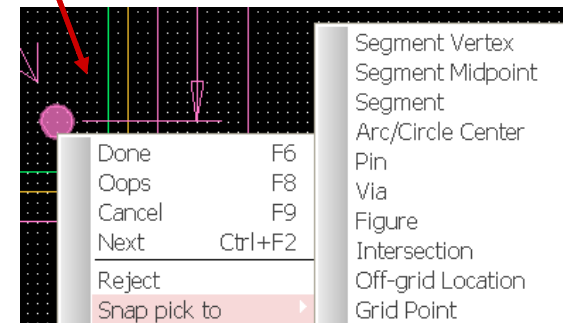 Done F6
Oops F8
Cancel F9
Next Ctrl+F2
Reject
Snap pick to
Segment Vertex
Segment Midpoint
Segment
Arc/Circle Center
Pin
Via
Figure
Intersection
Off-grid Location
Grid Point